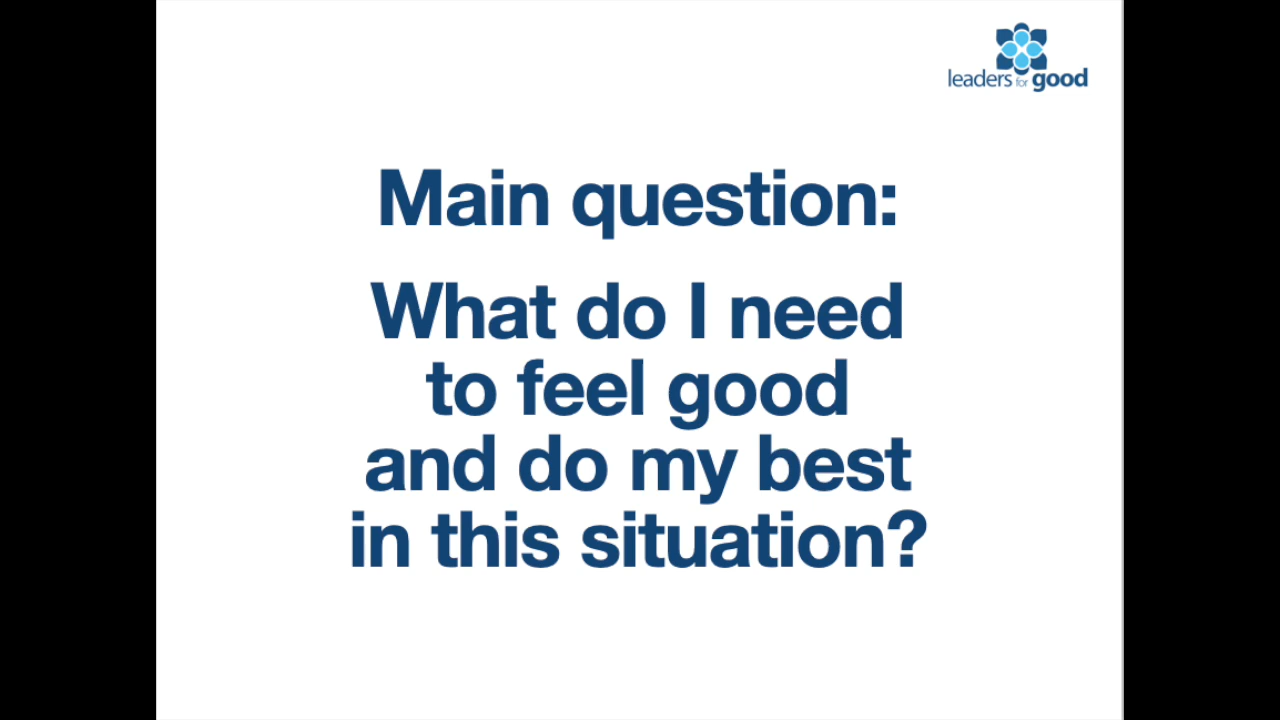 leaders for good
Main question:
What do I need
to feel good
and do my best
in this situation?